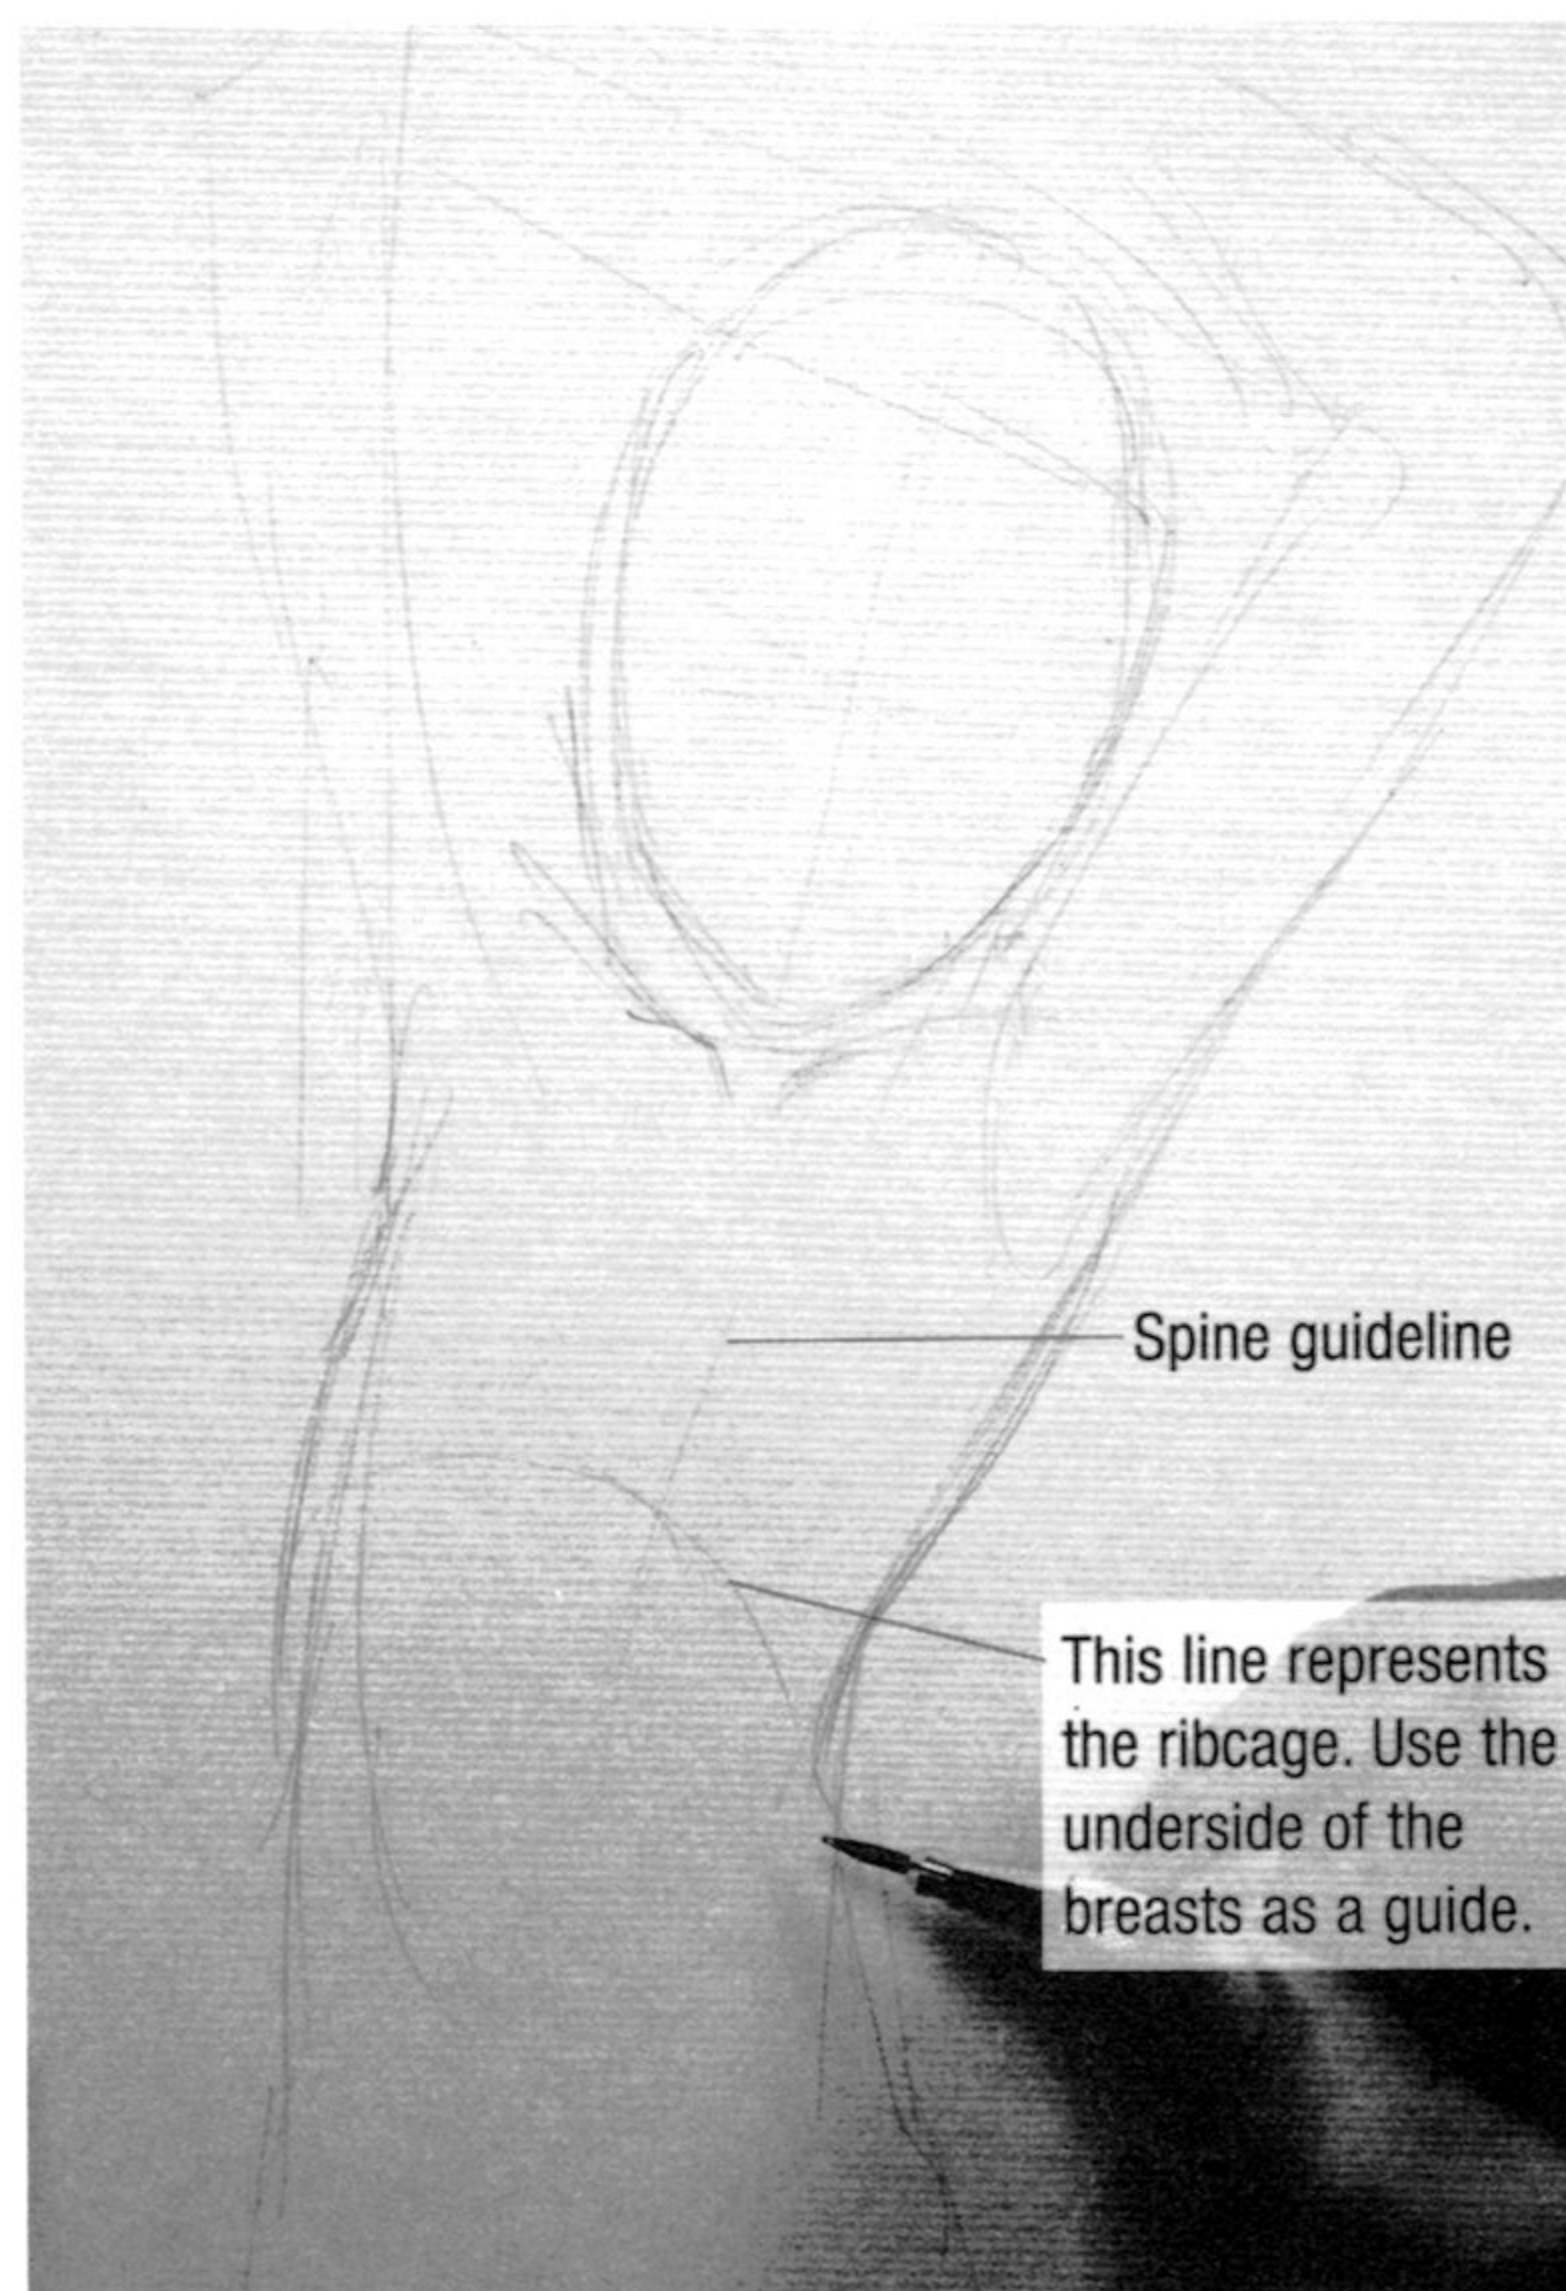 Spine guideline
This line represents
the ribcage. Use the
underside of the
breasts as a guide.